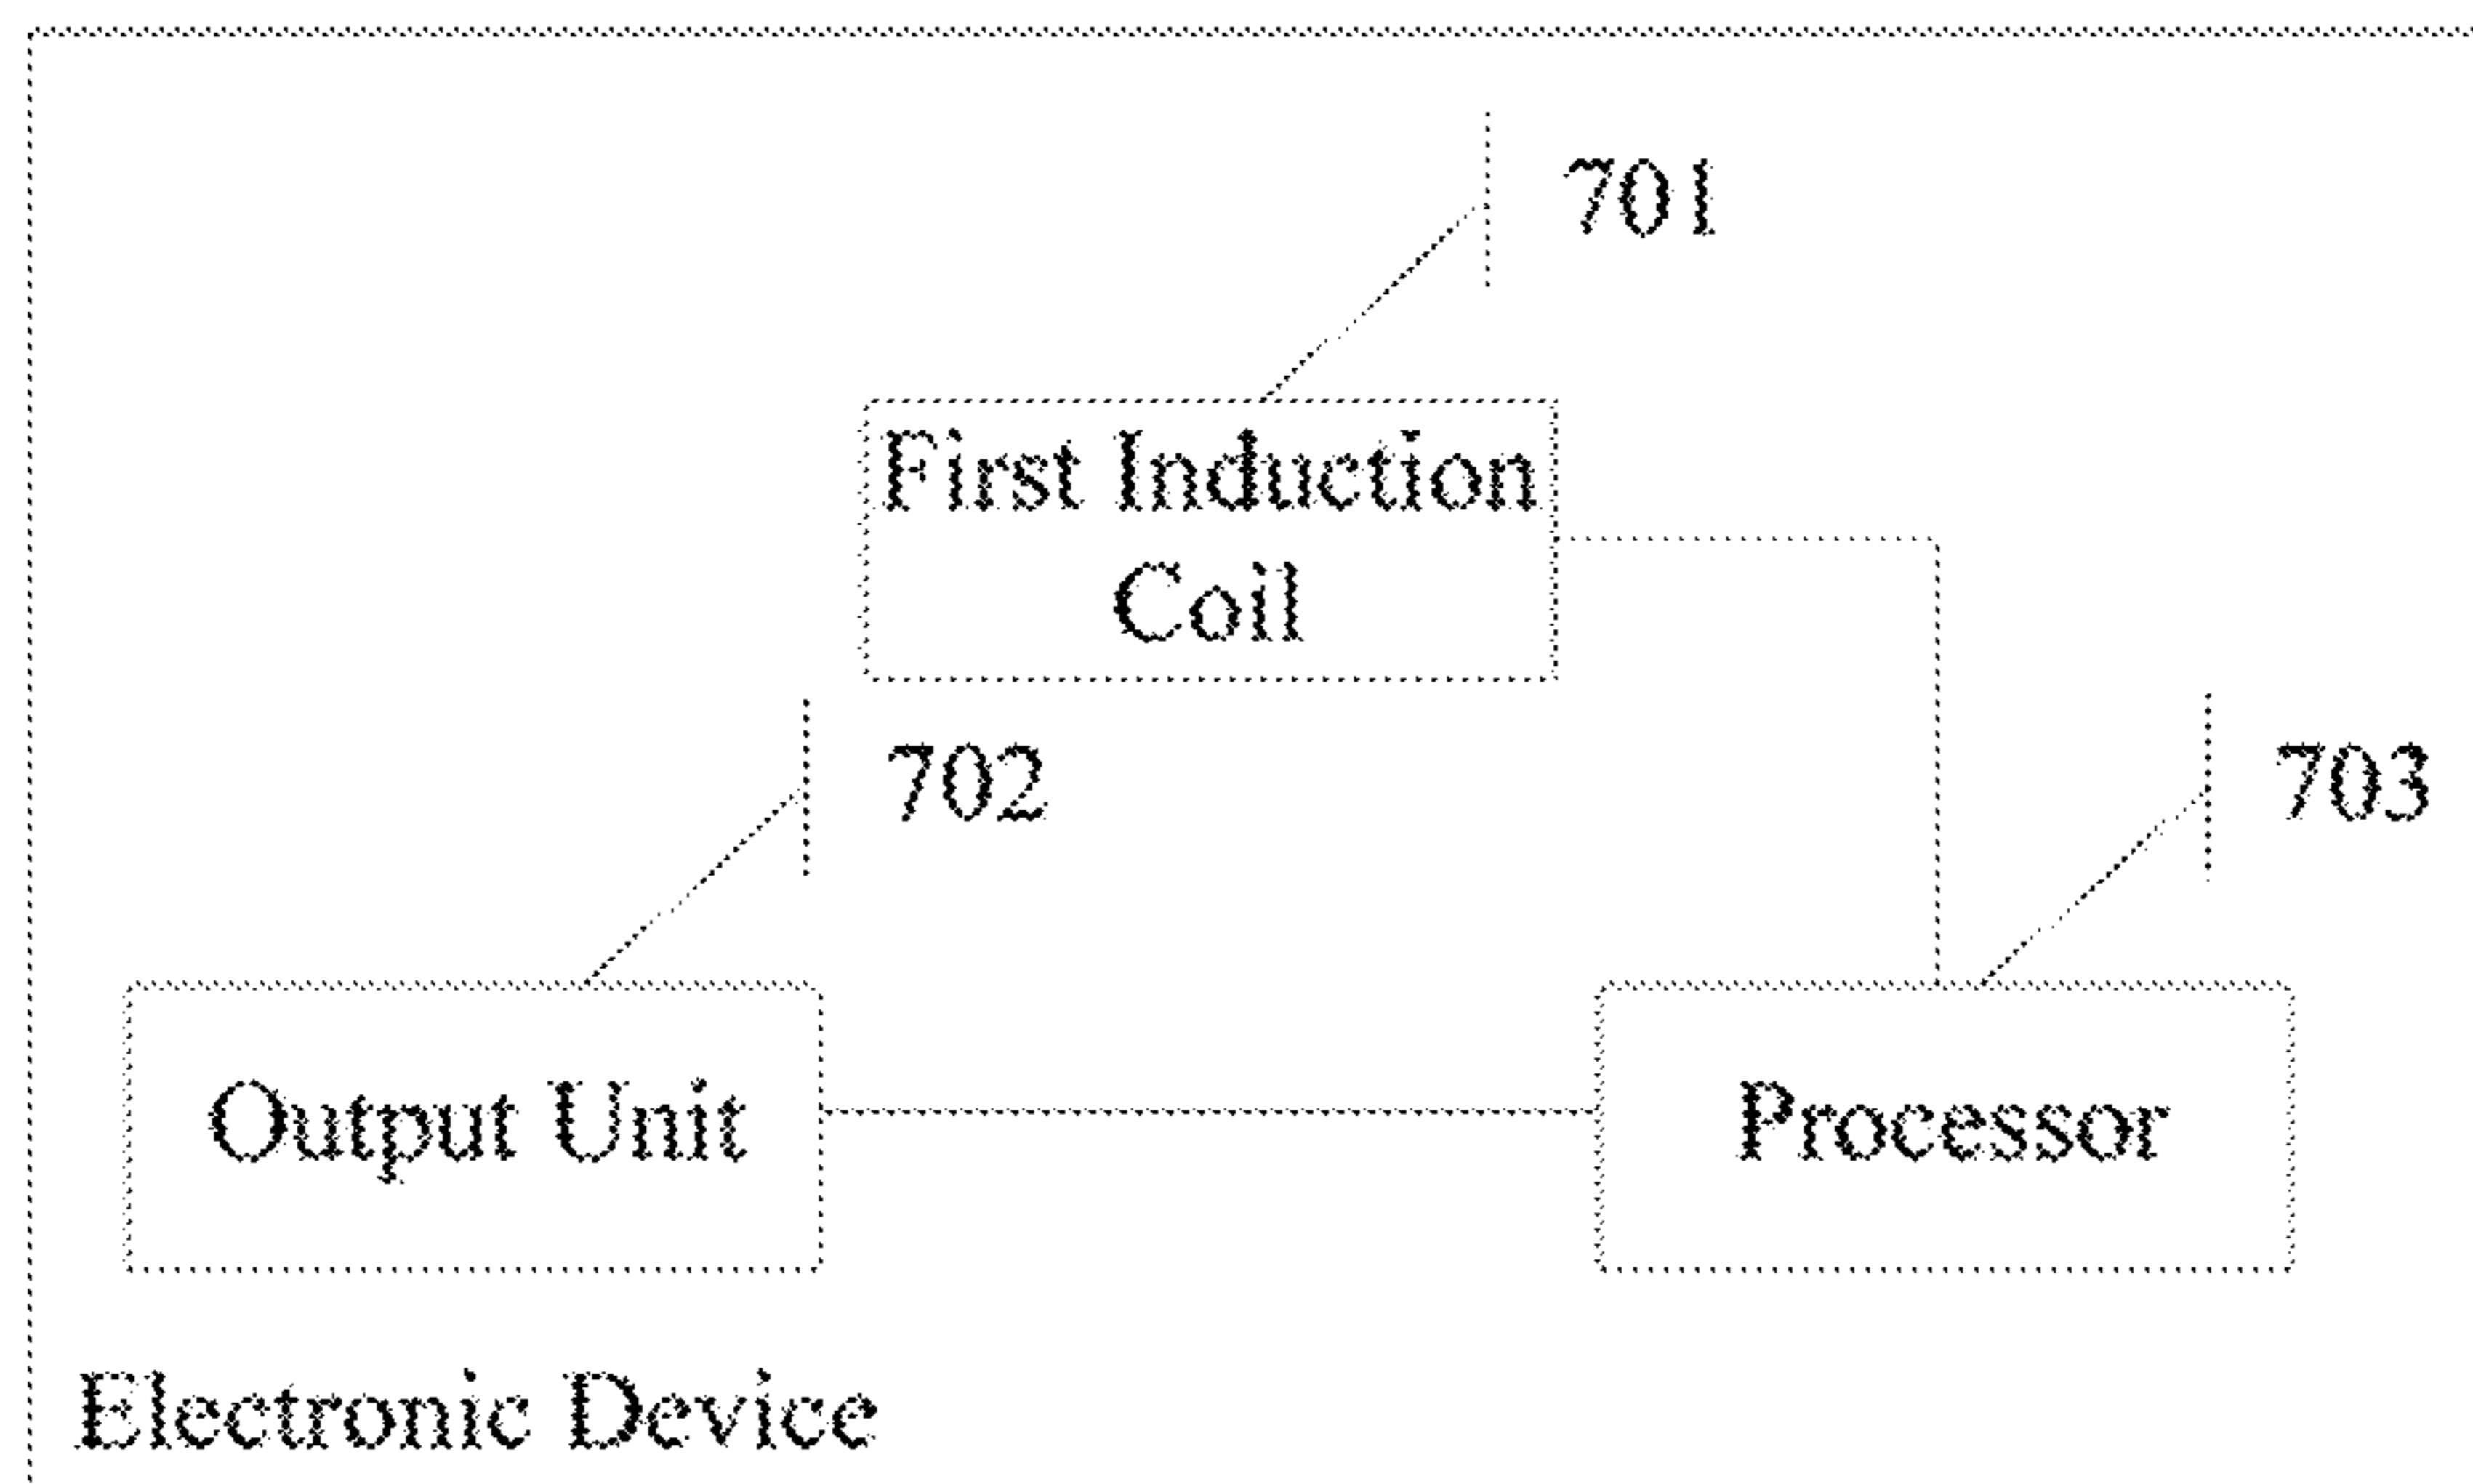 701
First Induction
Coil
702
703
Output Unit
Processor
Electronic Device